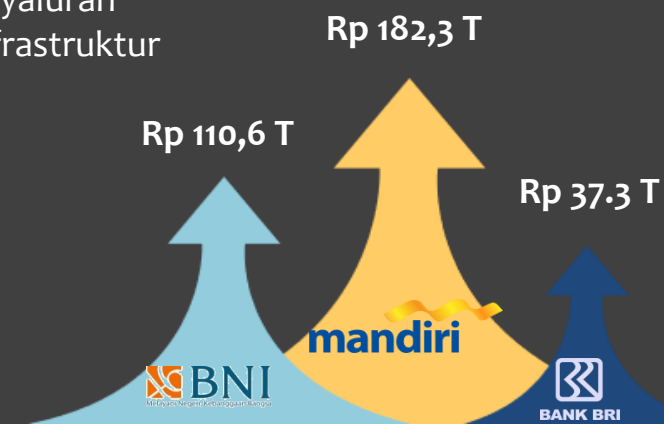 yaluran
frastruktur
Rp 182,3 T
Rp 110,6 T
Rp 37.3 T
mandiri
BNI
Melayani Negeri Kebanggaan Bangsa
BANK BRI